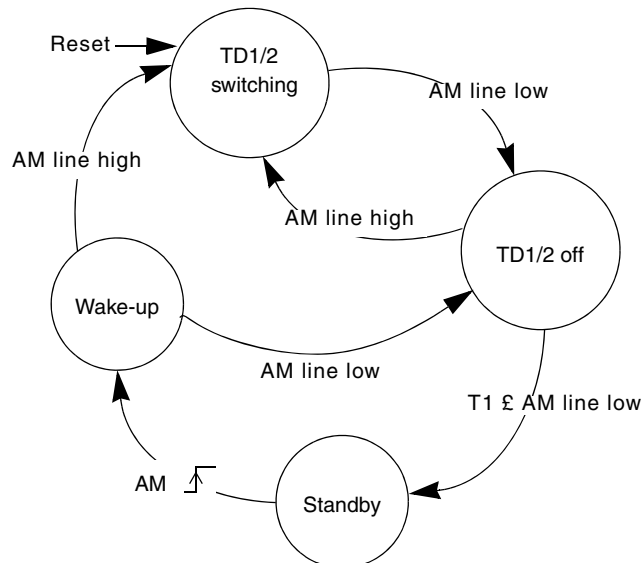 Reset
TD1/2
switching
AM line low
AM line high
AM line high
TD1/2 off
Wake-up
AM line low
T1 £ AM line low
AM
Standby